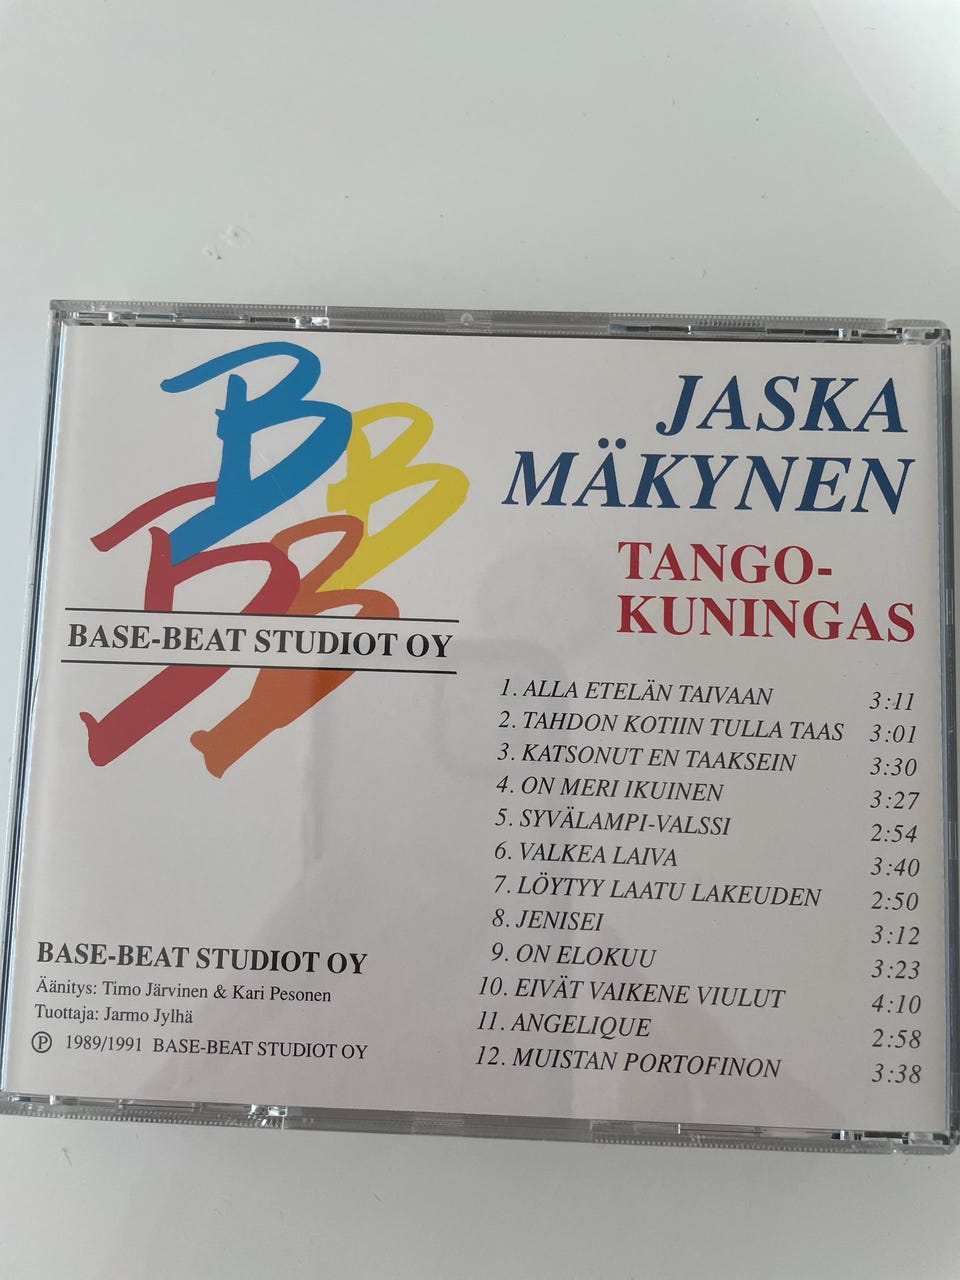 BASE-BEAT STUDIOT OY
JASKA
MÄKYNEN
TANGO-
KUNINGAS
1. ALLA ETELÄN TAIVAAN 3:11
2. TAHDON KOTIIN TULLA TAAS 3:01
3. KATSONUT EN TAAKSEIN 3:30
4. ON MERI IKUINEN 3:27
5. SYVÄLAMPI-VALSSI 2:54
6. VALKEA LAIVA 3:40
7. LÖYTYY LAATU LAKEUDEN 2:50
8. JENISEI 3:12
9. ON ELOKUU 3:23
10. EIVÄT VAIKENE VIULUT 4:10
11. ANGELIQUE 2:58
12. MUISTAN PORTOFINON 3:38
BASE-BEAT STUDIOT OY
Äänitys: Timo Järvinen & Kari Pesonen
Tuottaja: Jarmo Jylhä
℗ 1989/1991 BASE-BEAT STUDIOT OY